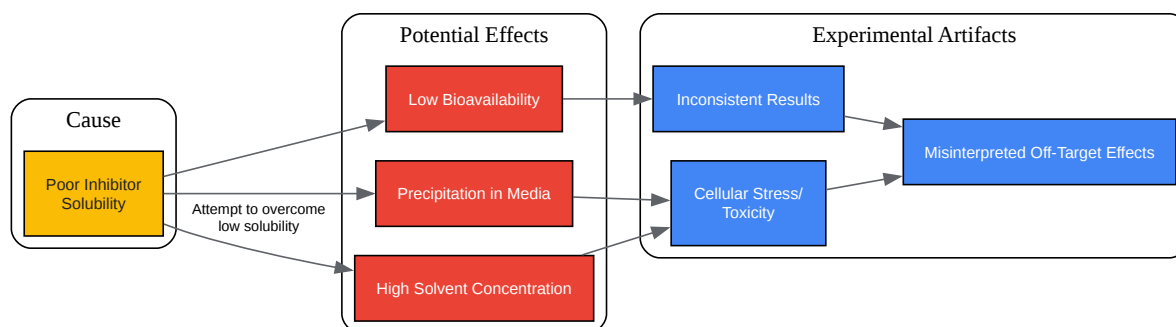 Cause
Poor Inhibitor
Solubility
Attempt to overcome
low solubility
Potential Effects
Low Bioavailability
Precipitation in Media
High Solvent Concentration
Experimental Artifacts
Inconsistent Results
Cellular Stress/
Toxicity
Misinterpreted Off-Target Effects